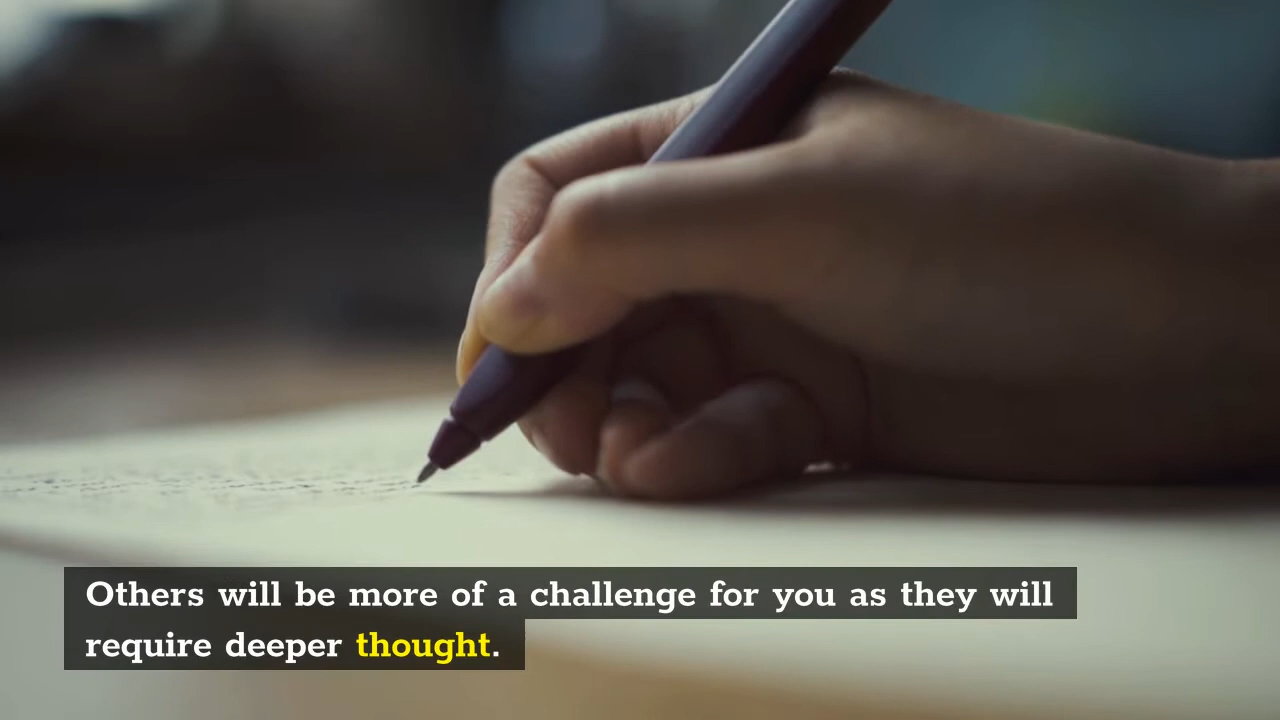 Others will be more of a challenge for you as they will
require deeper thought.